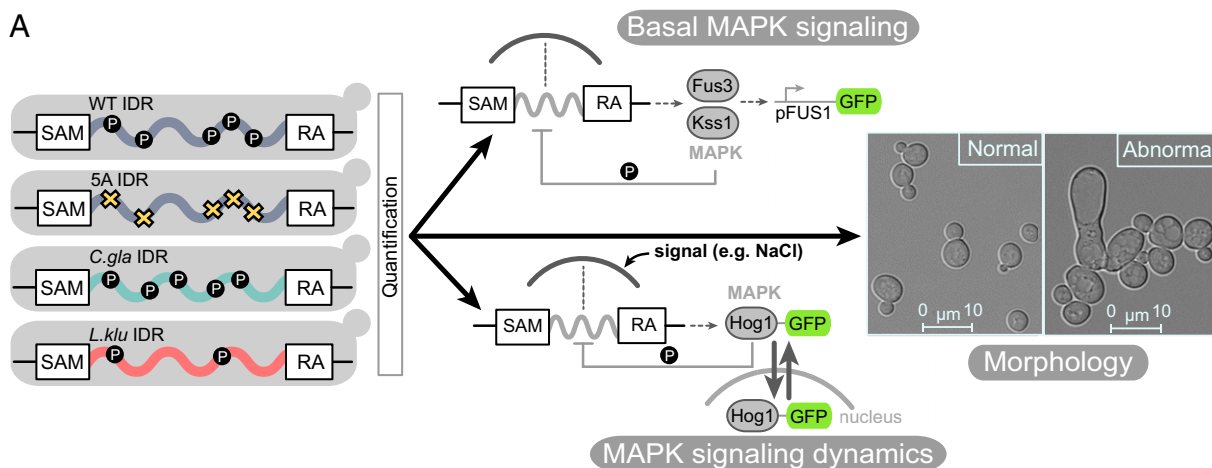 A
Basal MAPK signaling
WT IDR
SAM
P
P
P
P
P
RA
5A IDR
SAM
RA
C.gla IDR
SAM
P
P
P
P
P
RA
L.klu IDR
SAM
P
P
RA
Quantification
SAM
RA
Fus3
Kss1
MAPK
P
pFUS1
GFP
signal (e.g. NaCl)
SAM
RA
MAPK
Hog1
GFP
P
Hog1
GFP
nucleus
MAPK signaling dynamics
Normal
0 µm 10
Abnorma
0 µm 10
Morphology